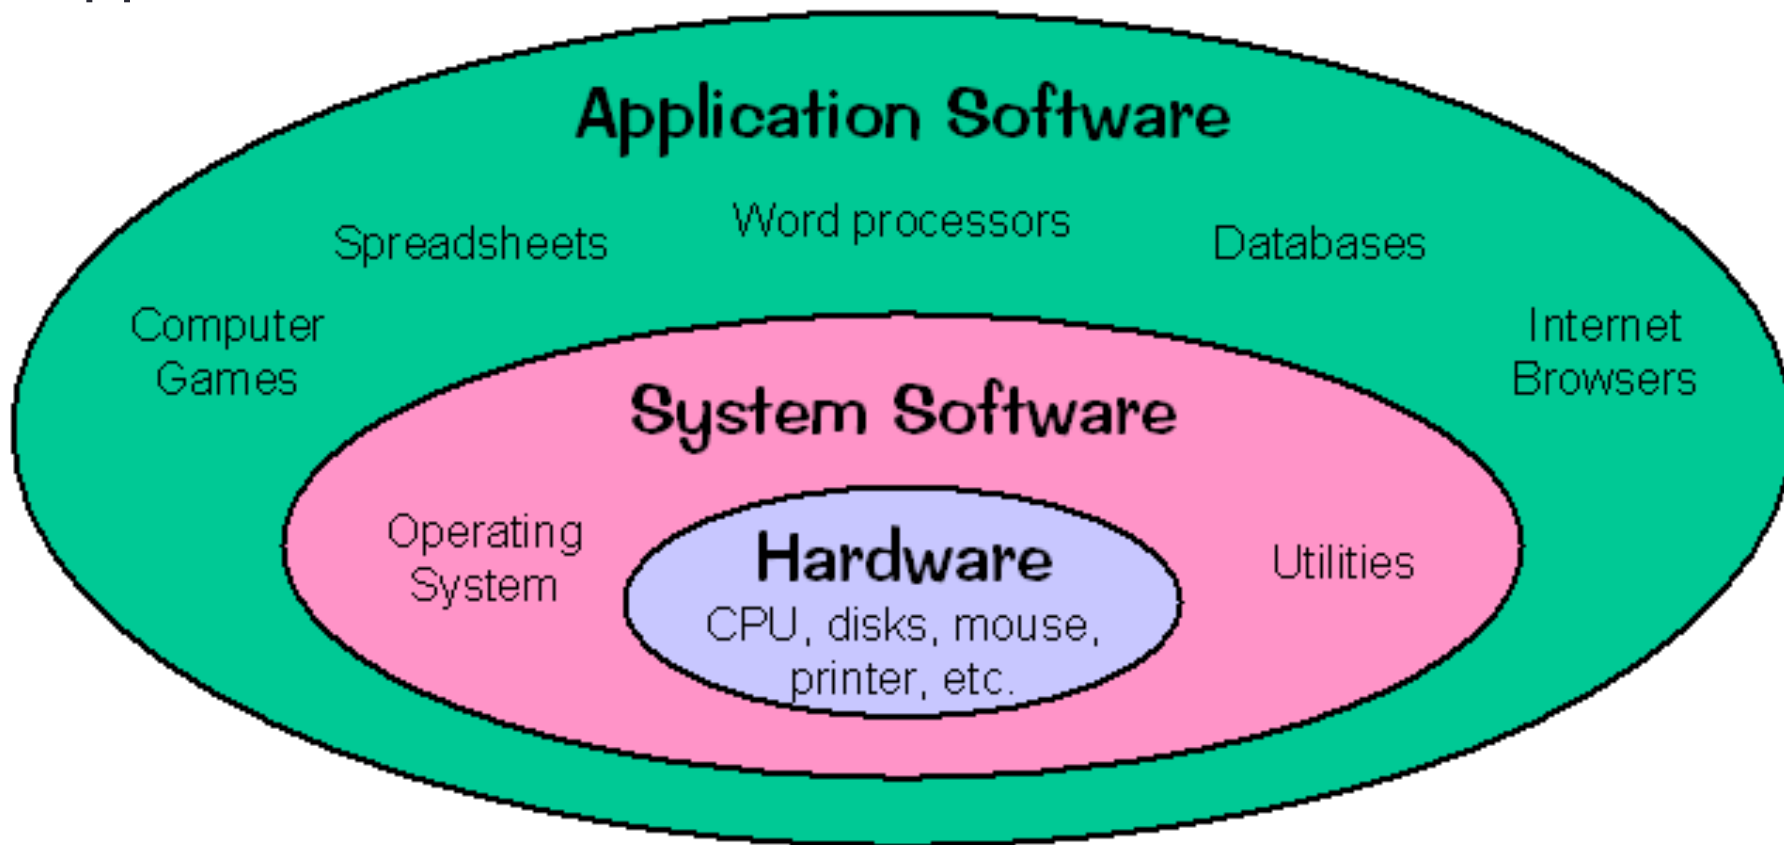 Application Software
Word processors
Spreadsheets
Databases
Computer
Games
Internet
Browsers
System Software
Operating
System
Utilities
Hardware
CPU, disks, mouse,
printer, etc.